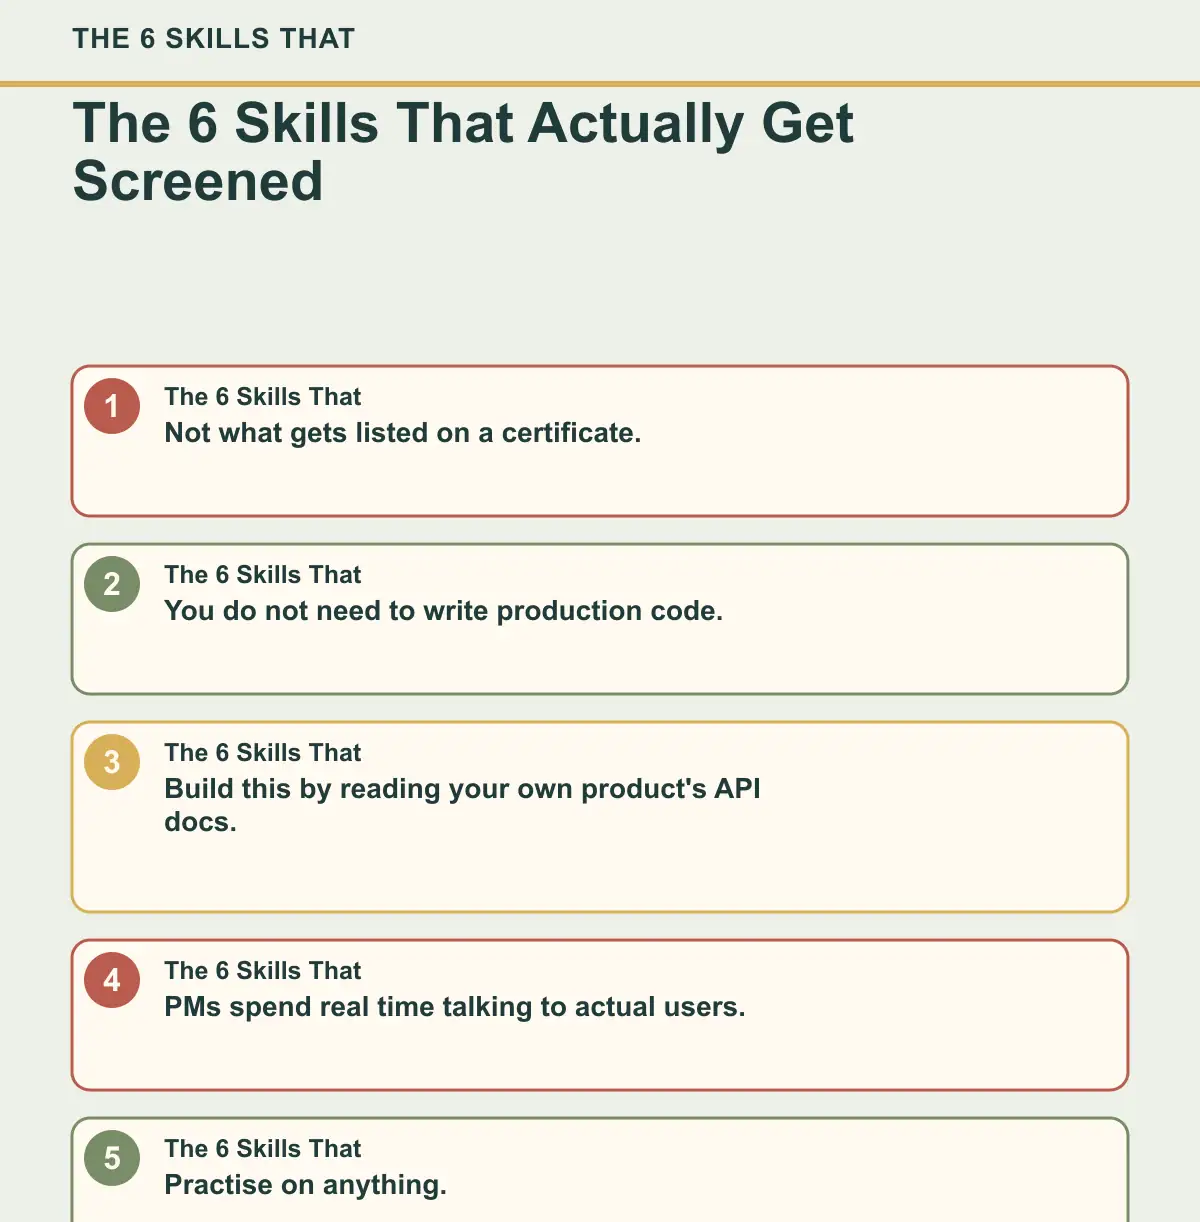 THE 6 SKILLS THAT
The 6 Skills That Actually Get
Screened
1
The 6 Skills That
Not what gets listed on a certificate.
2
The 6 Skills That
You do not need to write production code.
3
The 6 Skills That
Build this by reading your own product's API
docs.
4
The 6 Skills That
PMs spend real time talking to actual users.
5
The 6 Skills That
Practise on anything.